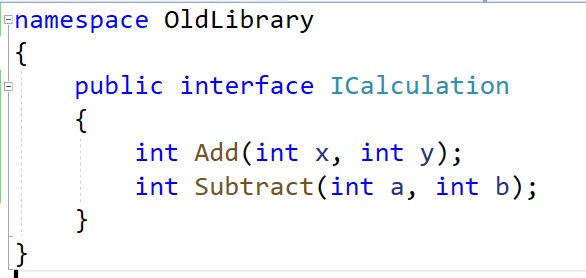 namespace OldLibrary
{
    public interface ICalculation
    {
        int Add(int x, int y);
        int Subtract(int a, int b);
    }
}